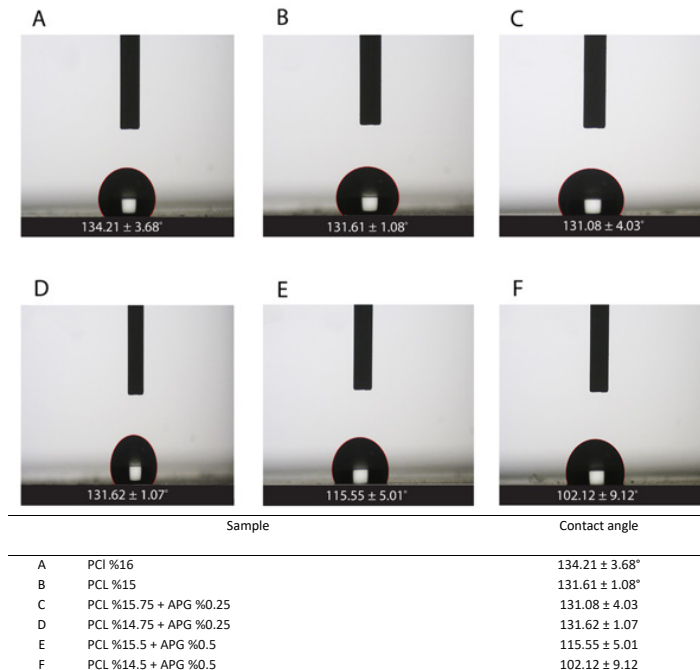 A B C
134.21 ± 3.68° 131.61 ± 1.08° 131.08 ± 4.03°
D E F
131.62 ± 1.07° 115.55 ± 5.01° 102.12 ± 9.12°
Sample Contact angle
A PCl %16 134.21 ± 3.68°
B PCL %15 131.61 ± 1.08°
C PCL %15.75 + APG %0.25 131.08 ± 4.03
D PCL %14.75 + APG %0.25 131.62 ± 1.07
E PCL %15.5 + APG %0.5 115.55 ± 5.01
F PCL %14.5 + APG %0.5 102.12 ± 9.12